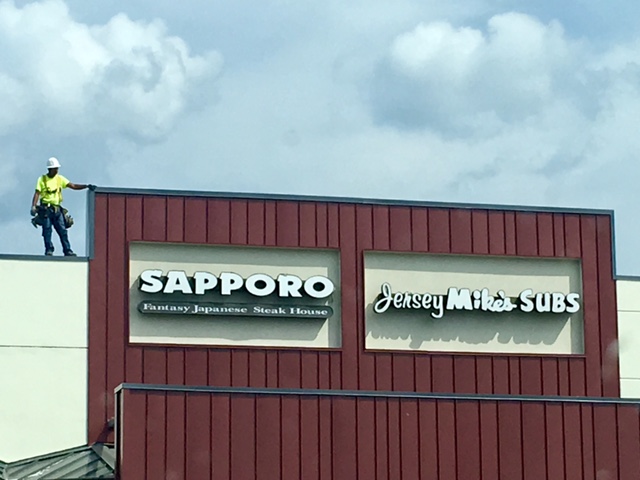 SAPPORO
Fantasy Japanese Steak House
Jersey Mike's SUBS